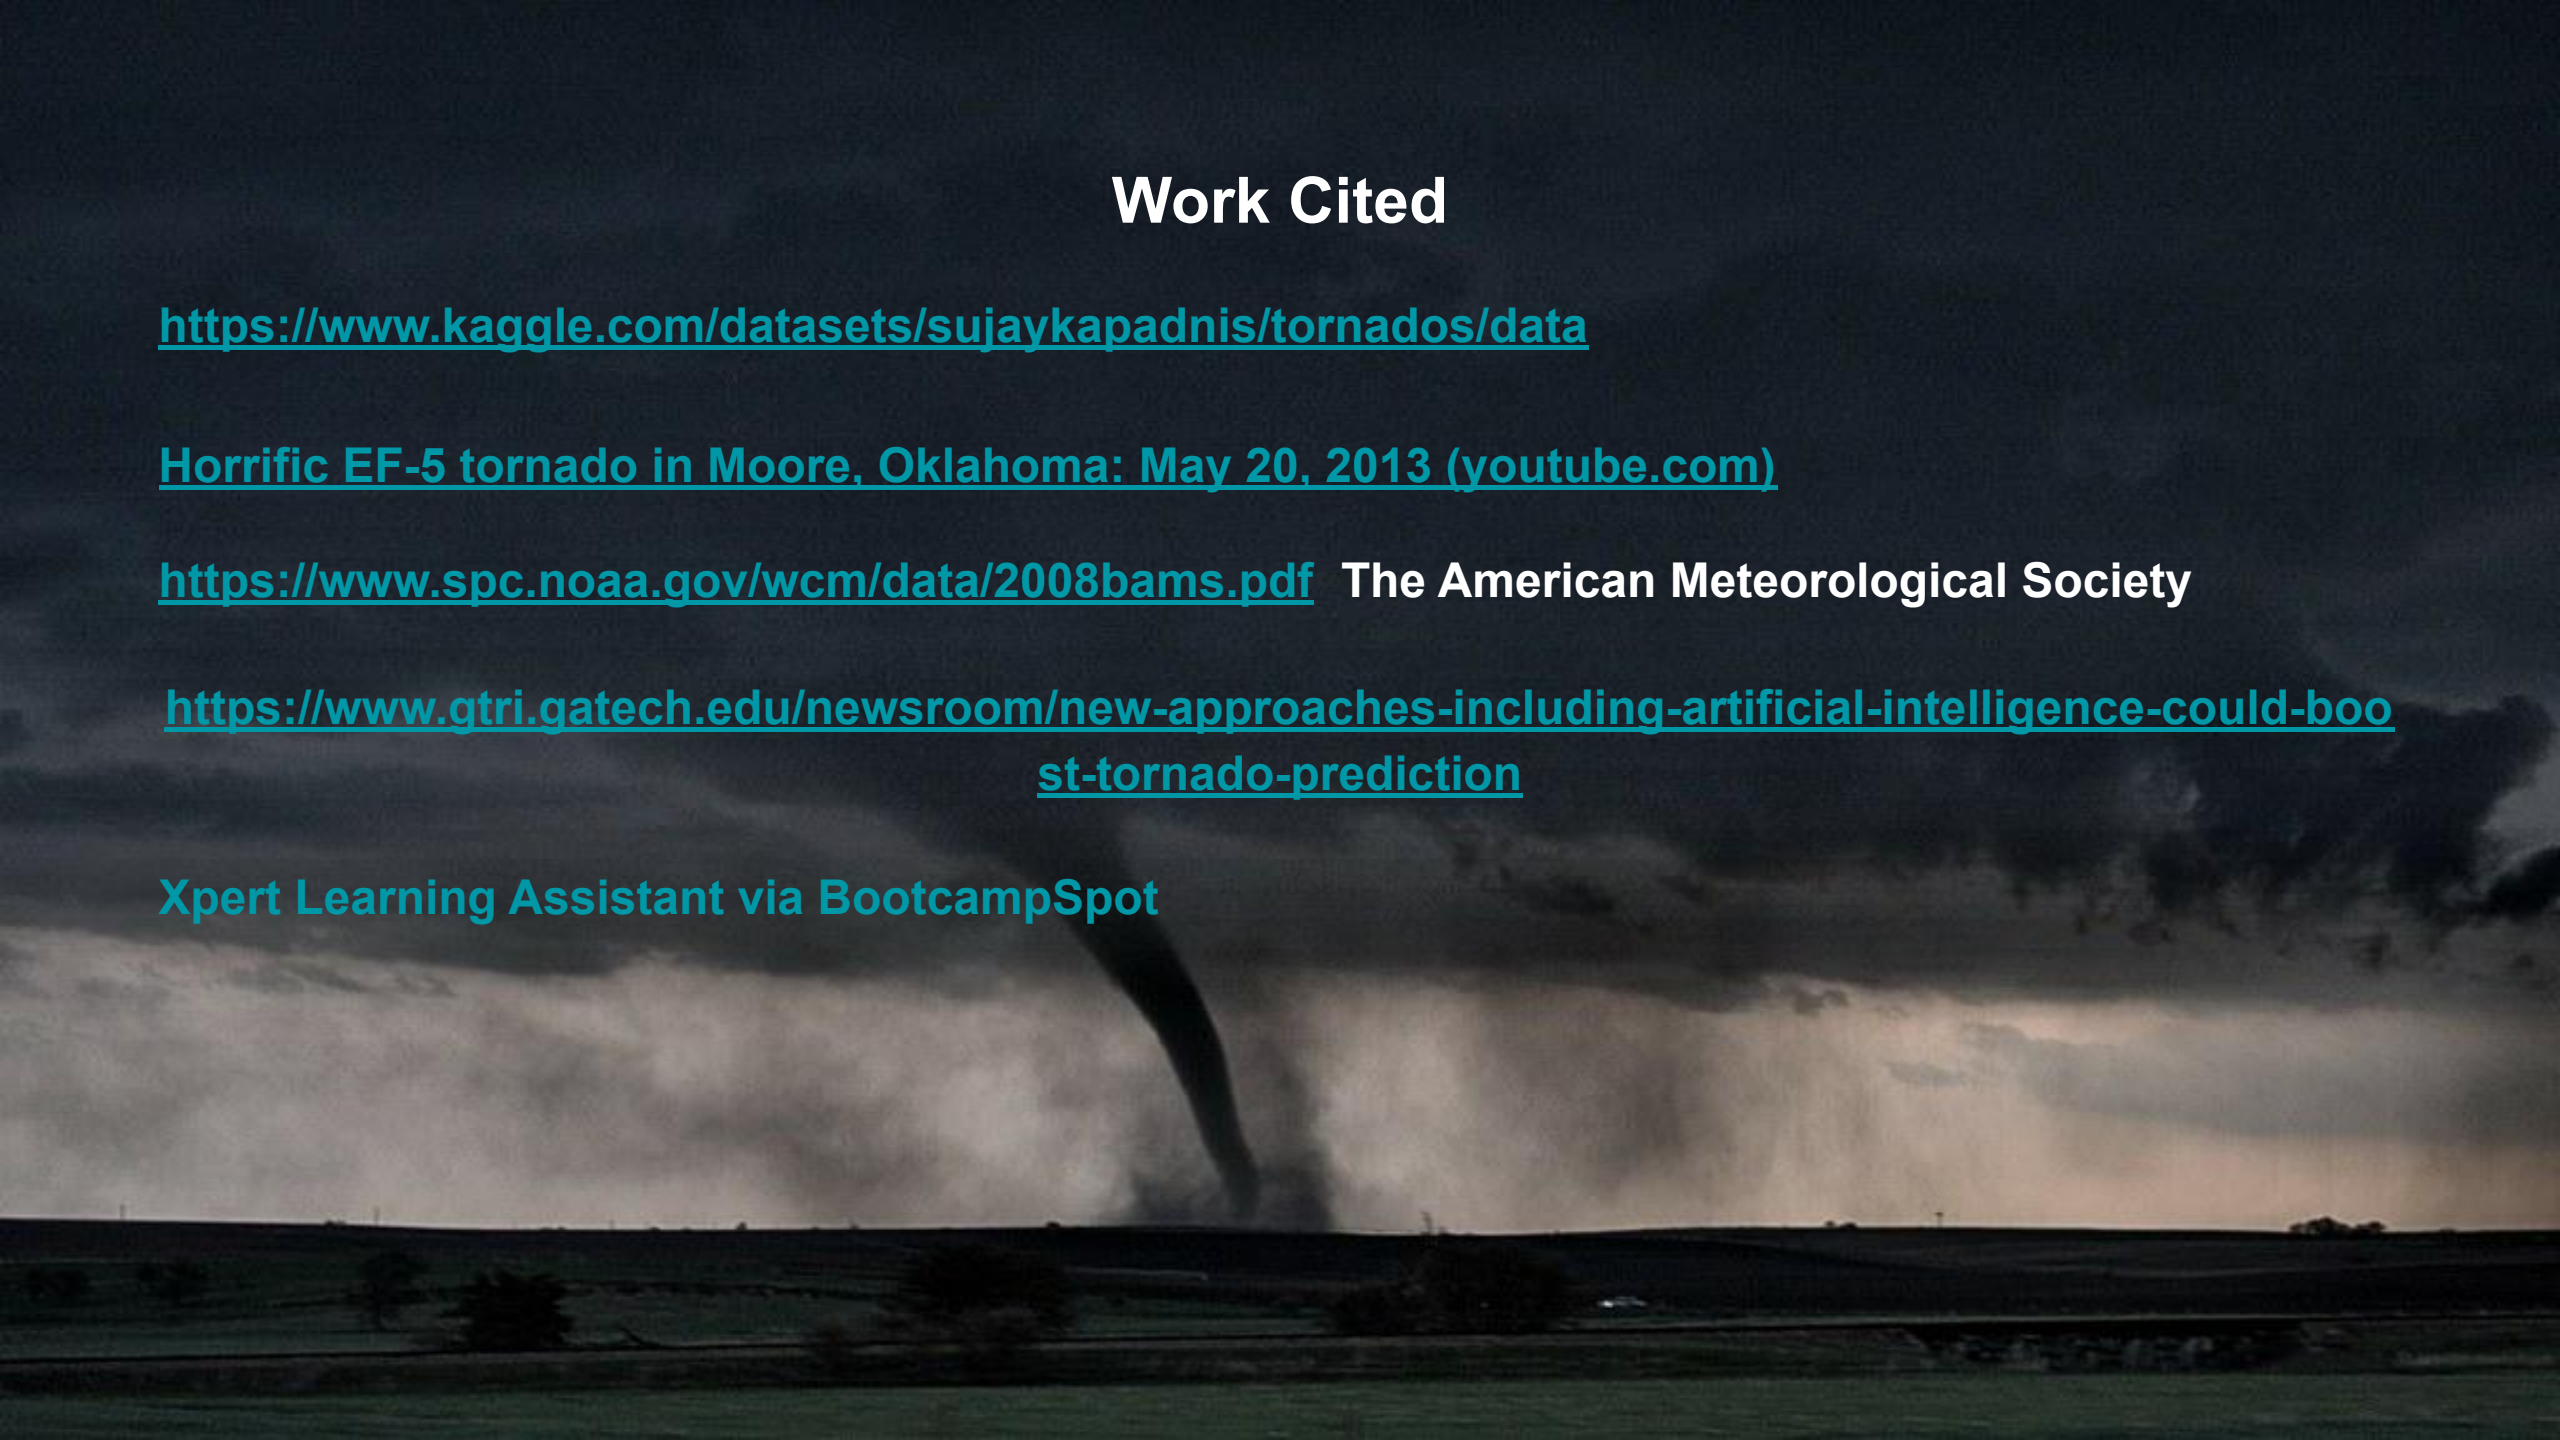 Work Cited
https://www.kaggle.com/datasets/sujaykapadnis/tornados/data
Horrific EF-5 tornado in Moore, Oklahoma: May 20, 2013 (youtube.com)
https://www.spc.noaa.gov/wcm/data/2008bams.pdf The American Meteorological Society
https://www.gtri.gatech.edu/newsroom/new-approaches-including-artificial-intelligence-could-boo
st-tornado-prediction
Xpert Learning Assistant via BootcampSpot